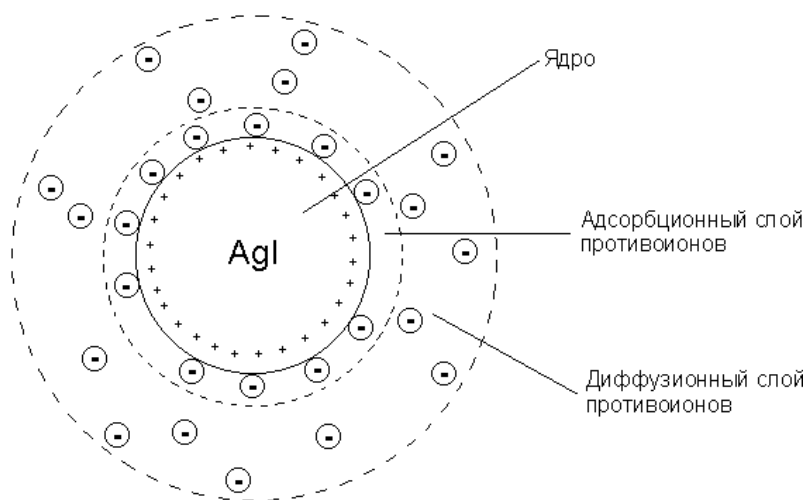 Ядро
Адсорбционный слой
противоионов
AgI
Диффузионный слой
противоионов